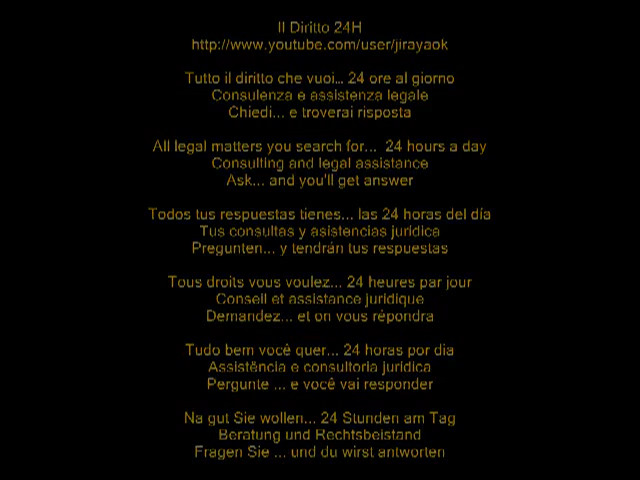 Il Diritto 24H
http://www.youtube.com/user/jirayaok
Tutto il diritto che vuoi... 24 ore al giorno
Consulenza e assistenza legale
Chiedi... e troverai risposta
All legal matters you search for... 24 hours a day
Consulting and legal assistance
Ask... and you'll get answer
Todos tus respuestas tienes... las 24 horas del día
Tus consultas y asistencias jurídica
Pregunten... y tendrán tus respuestas
Tous droits vous voulez... 24 heures par jour
Conseil et assistance juridique
Demandez... et on vous répondra
Tudo bem você quer... 24 horas por dia
Assistência e consultoria jurídica
Pergunte ... e você vai responder
Na gut Sie wollen... 24 Stunden am Tag
Beratung und Rechtsbeistand
Fragen Sie ... und du wirst antworten